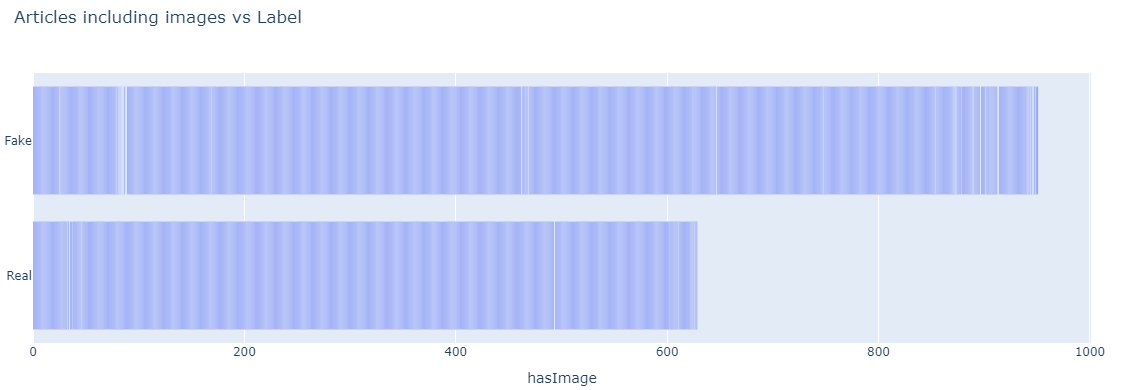 Articles including images vs Label
Fake
Real
0 200 400 600 800 1000
hasImage